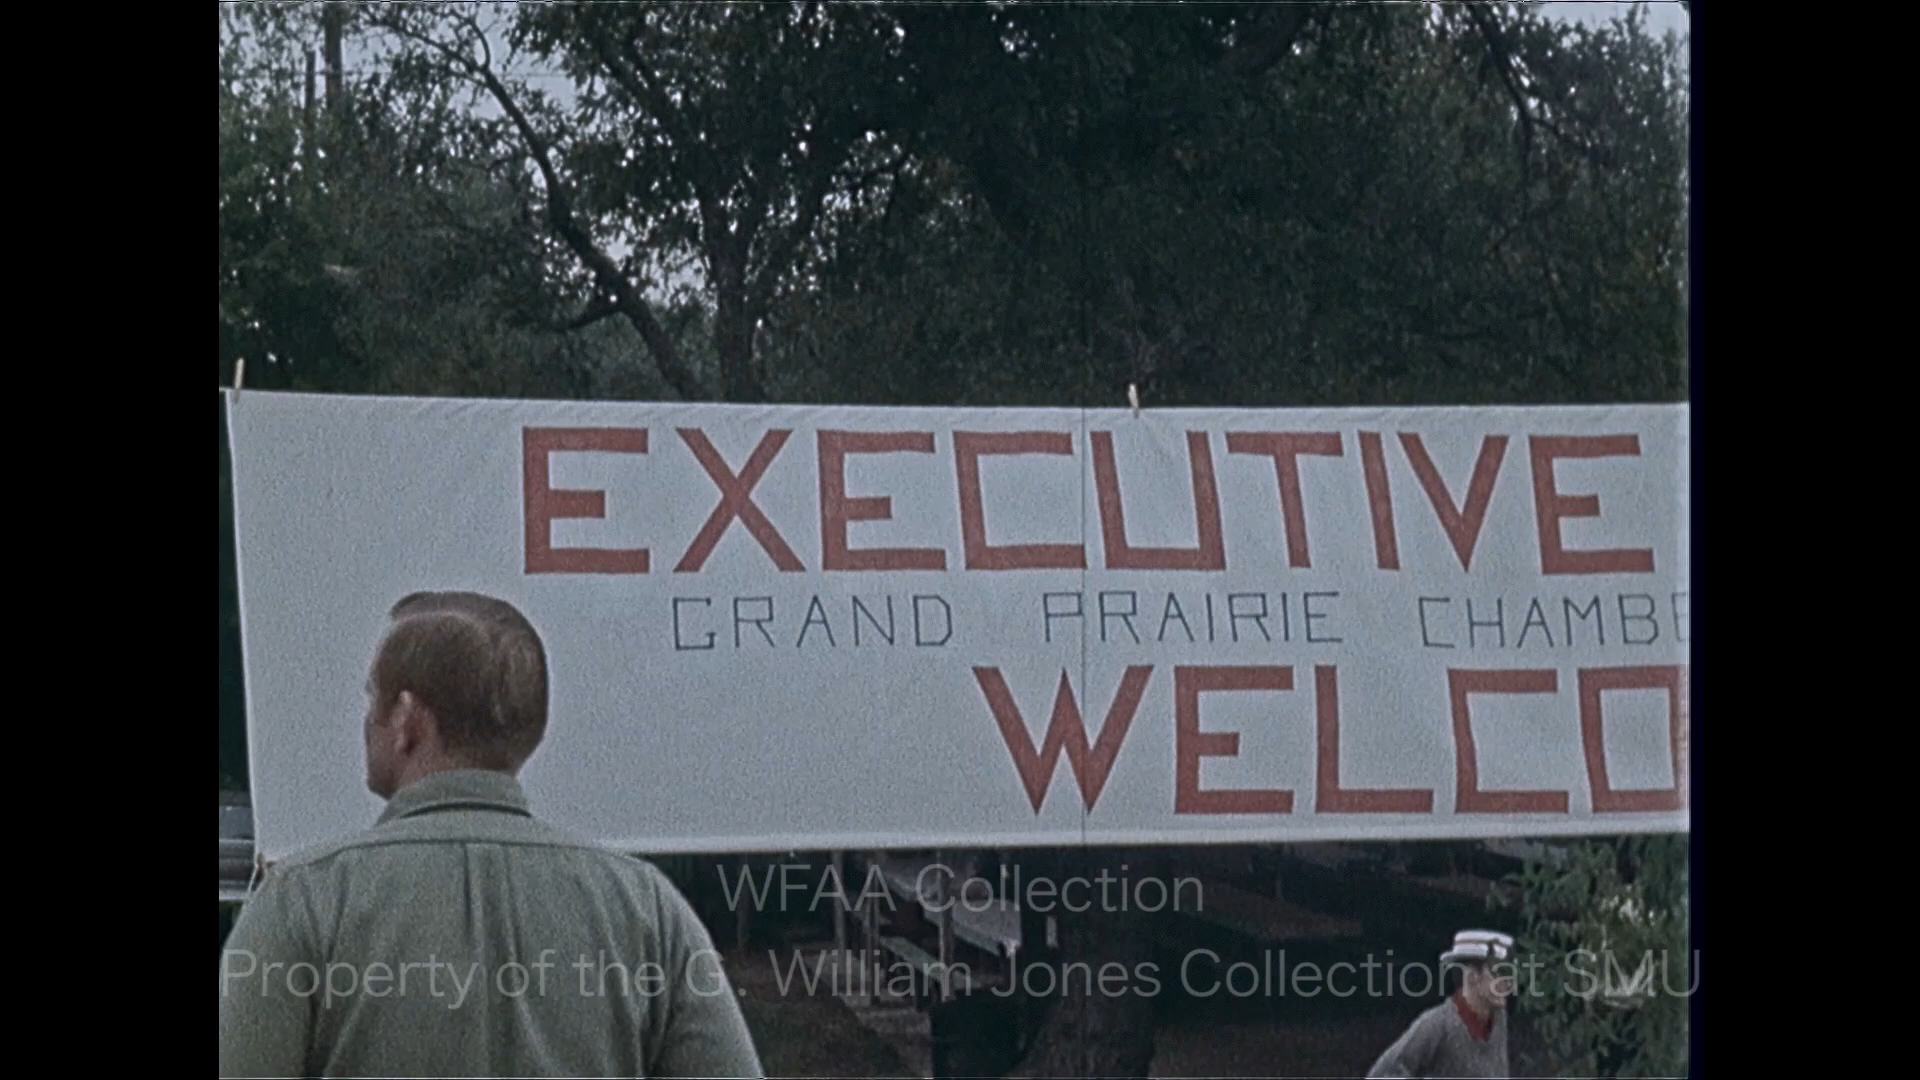 EXECUTIVE
GRAND PRAIRIE CHAMBE
WELCO
WFAA Collection
Property of the G. William Jones Collection at SMU